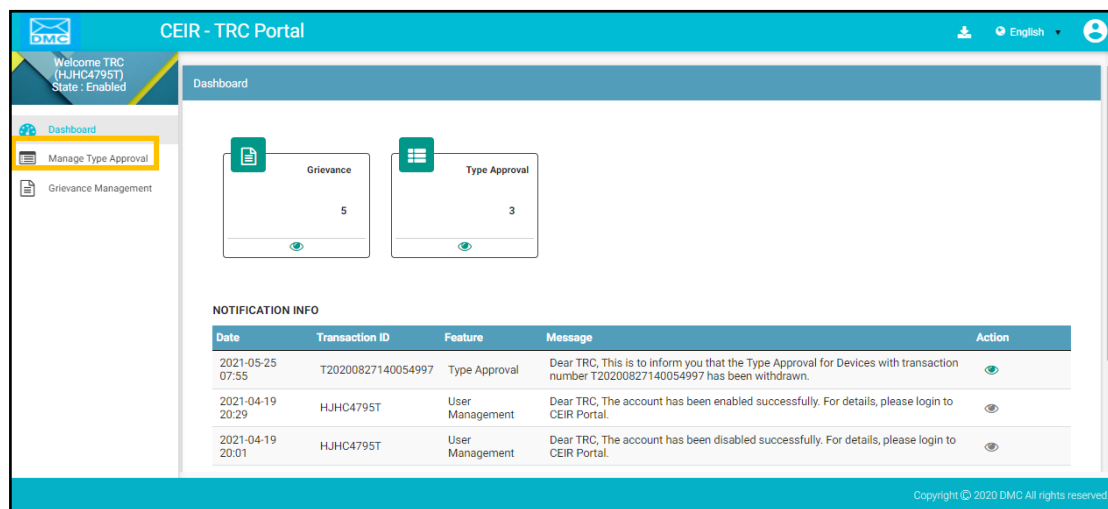 DMC
CEIR - TRC Portal
English
Welcome TRC
(HJHC4795T)
State : Enabled
Dashboard
Dashboard
Manage Type Approval
Grievance Management
Grievance
5
Type Approval
3
NOTIFICATION INFO
Date Transaction ID Feature Message Action
2021-05-25 07:55 T20200827140054997 Type Approval Dear TRC, This is to inform you that the Type Approval for Devices with transaction
number T20200827140054997 has been withdrawn.
2021-04-19 20:29 HJHC4795T User Management Dear TRC, The account has been enabled successfully. For details, please login to
CEIR Portal.
2021-04-19 20:01 HJHC4795T User Management Dear TRC, The account has been disabled successfully. For details, please login to
CEIR Portal.
Copyright © 2020 DMC All rights reserved